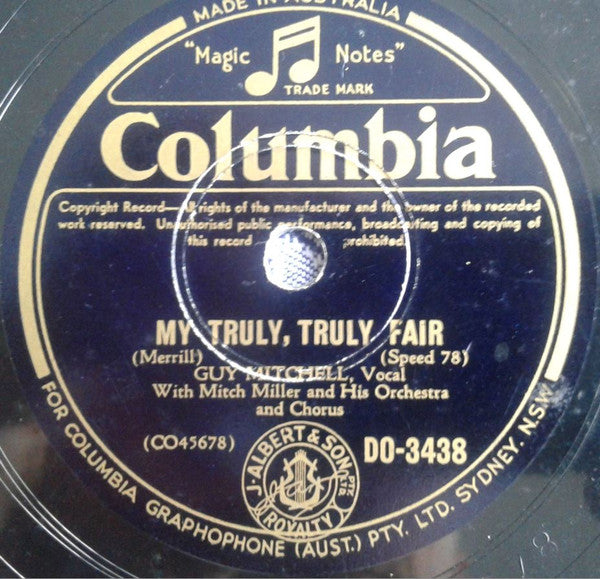 MADE IN AUSTRALIA
"Magic Notes"
TRADE MARK
Columbia
Copyright Record—All rights of the manufacturer and the owner of the recorded
work reserved. Unauthorised public performance, broadcasting and copying of
this record prohibited.
MY TRULY, TRULY FAIR
(Merrill) (Speed 78)
GUY MITCHELL, Vocal
With Mitch Miller and His Orchestra
and Chorus
(CO45678)
J. ALBERT & SON PTY LTD
ROYALTY
DO-3438
FOR COLUMBIA GRAPHOPHONE (AUST.) PTY. LTD. SYDNEY. N.S.W.
8